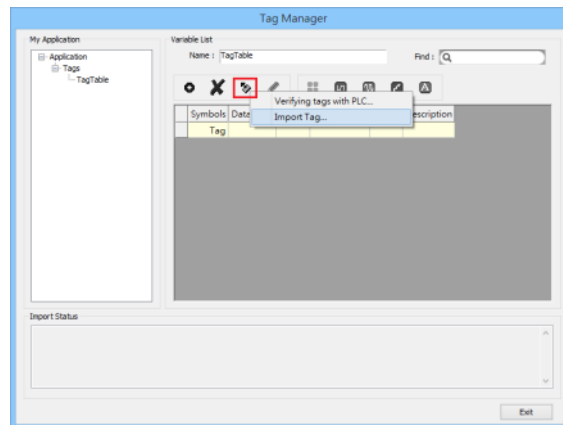 Tag Manager
My Application
Variable List
Application
Tags
TagTable
Name : TagTable
Find :
Verifying tags with PLC...
Import Tag...
Symbols Data escription
Tag
Import Status
Exit